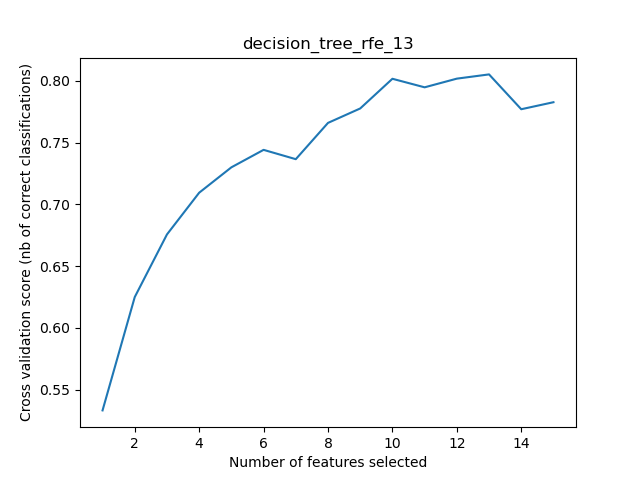 decision_tree_rfe_13
Cross validation score (nb of correct classifications)
0.80
0.75
0.70
0.65
0.60
0.55
2 4 6 8 10 12 14
Number of features selected